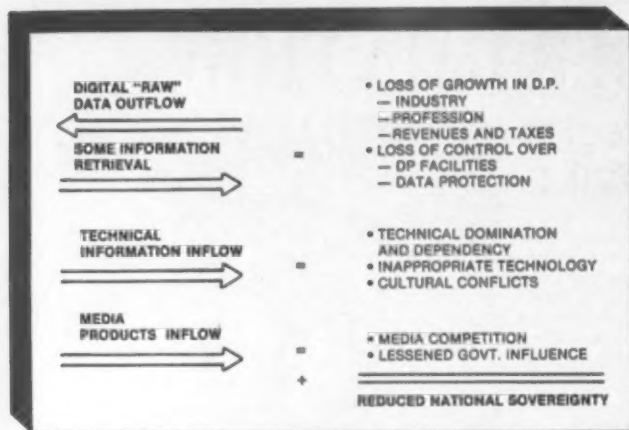 DIGITAL "RAW"
DATA OUTFLOW
SOME INFORMATION
RETRIEVAL
=
• LOSS OF GROWTH IN D.P.
— INDUSTRY
— PROFESSION
— REVENUES AND TAXES
• LOSS OF CONTROL OVER
— DP FACILITIES
— DATA PROTECTION
TECHNICAL
INFORMATION INFLOW
=
• TECHNICAL DOMINATION
AND DEPENDENCY
• INAPPROPRIATE TECHNOLOGY
• CULTURAL CONFLICTS
MEDIA
PRODUCTS INFLOW
=
• MEDIA COMPETITION
• LESSENED GOVT. INFLUENCE
+
REDUCED NATIONAL SOVEREIGNTY